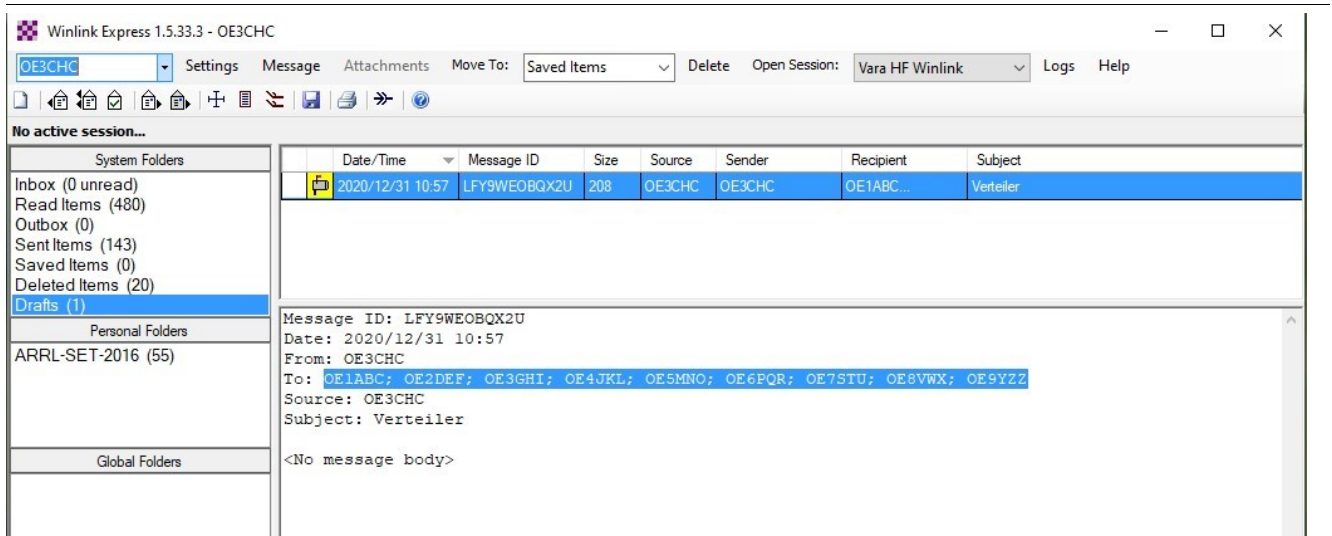 Winlink Express 1.5.33.3 - OE3CHC
OE3CHC Settings Message Attachments Move To: Saved Items Delete Open Session: Vara HF Winlink Logs Help
No active session...
System Folders
Inbox (0 unread)
Read Items (480)
Outbox (0)
Sent Items (143)
Saved Items (0)
Deleted Items (20)
Drafts (1)
Personal Folders
ARRL-SET-2016 (55)
Global Folders
Date/Time Message ID Size Source Sender Recipient Subject
2020/12/31 10:57 LFY9WEOBQX2U 208 OE3CHC OE3CHC OE1ABC... Verteiler
Message ID: LFY9WEOBQX2U
Date: 2020/12/31 10:57
From: OE3CHC
To: OE1ABC; OE2DEF; OE3GHI; OE4JKL; OE5MNO; OE6PQR; OE7STU; OE8VWX; OE9YZZ
Source: OE3CHC
Subject: Verteiler
<No message body>